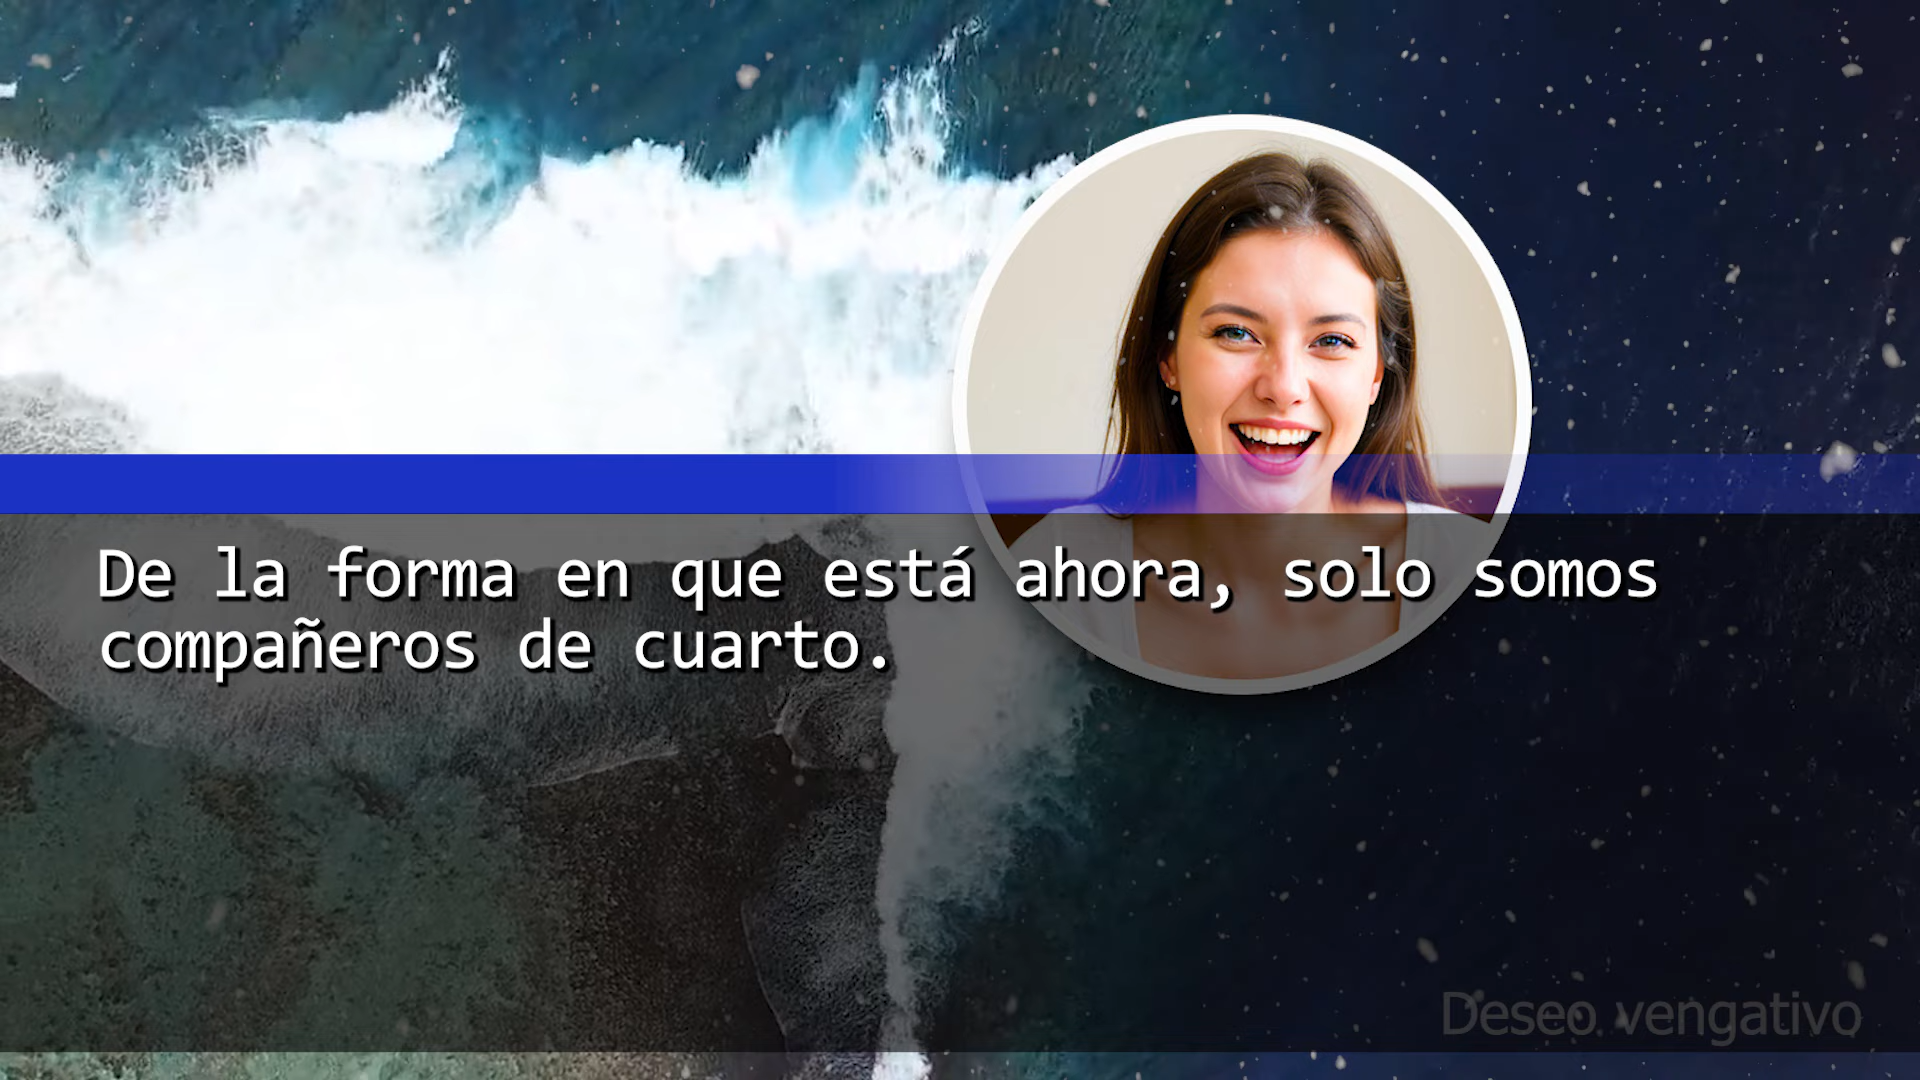 De la forma en que está ahora, solo somos
compañeros de cuarto.
Deseo vengativo